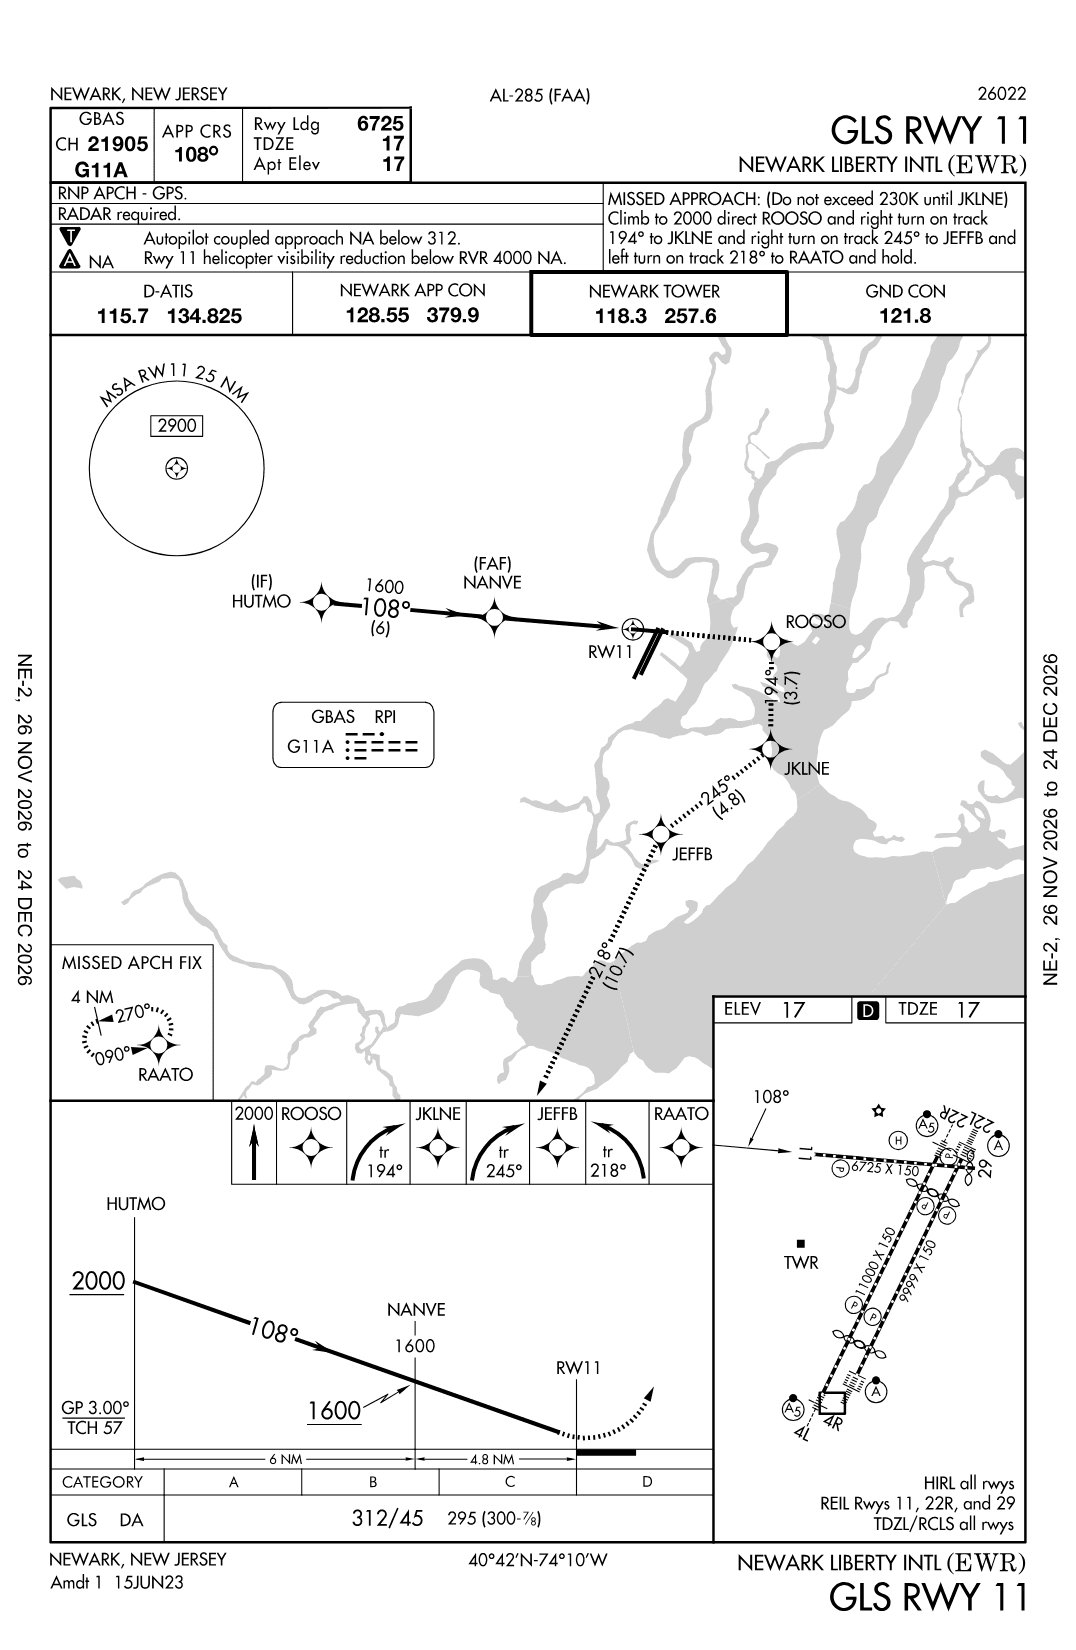 NEWARK, NEW JERSEY
AL-285 (FAA)
26022
GBAS
CH 21905
G11A
APP CRS
108°
Rwy Ldg 6725
TDZE 17
Apt Elev 17
GLS RWY 11
NEWARK LIBERTY INTL (EWR)
RNP APCH - GPS.
RADAR required.
T
A NA
Autopilot coupled approach NA below 312.
Rwy 11 helicopter visibility reduction below RVR 4000 NA.
MISSED APPROACH: (Do not exceed 230K until JKLNE)
Climb to 2000 direct ROOSO and right turn on track
194° to JKLNE and right turn on track 245° to JEFFB and
left turn on track 218° to RAATO and hold.
D-ATIS
115.7 134.825
NEWARK APP CON
128.55 379.9
NEWARK TOWER
118.3 257.6
GND CON
121.8
MSA RW11 25 NM
2900
(IF)
HUTMO
1600
108°
(6)
(FAF)
NANVE
RW11
ROOSO
194°
(3.7)
JKLNE
245°
(4.8)
JEFFB
218°
(10.7)
GBAS RPI
G11A
NE-2, 26 NOV 2026 to 24 DEC 2026
NE-2, 26 NOV 2026 to 24 DEC 2026
MISSED APCH FIX
4 NM
270°
090°
RAATO
ELEV 17
D
TDZE 17
108°
A5
22R
22L
A
H
P
6725 X 150
P
29
P
P
TWR
11000 X 150
9999 X 150
P
P
A5
A
4L
4R
HIRL all rwys
REIL Rwys 11, 22R, and 29
TDZL/RCLS all rwys
2000
ROOSO
tr
194°
JKLNE
tr
245°
JEFFB
tr
218°
RAATO
HUTMO
2000
108°
NANVE
1600
1600
RW11
GP 3.00°
TCH 57
6 NM
4.8 NM
CATEGORY A B C D
GLS DA 312/45 295 (300-⅞)
NEWARK, NEW JERSEY
Amdt 1 15JUN23
40°42'N-74°10'W
NEWARK LIBERTY INTL (EWR)
GLS RWY 11